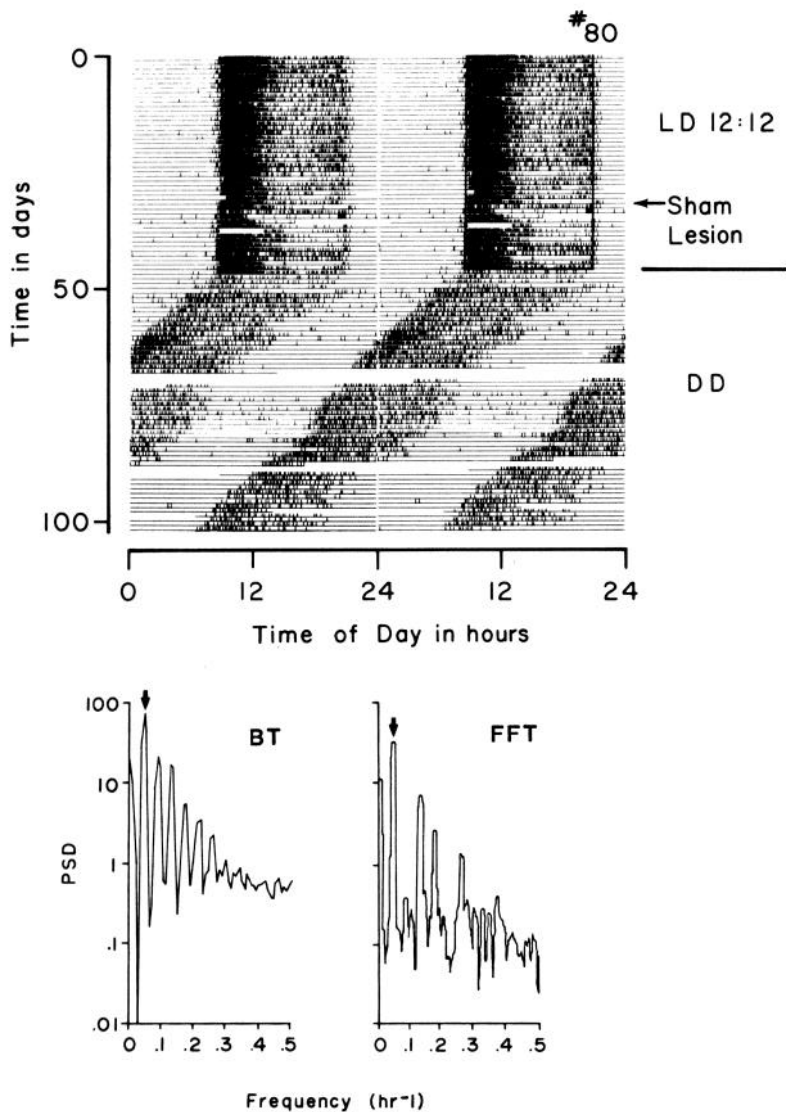 #80
0
50
100
Time in days
LD 12:12
Sham
Lesion
DD
0 12 24 12 24
Time of Day in hours
100
10
1
.1
.01
PSD
BT
FFT
0 .1 .2 .3 .4 .5
0 .1 .2 .3 .4 .5
Frequency (hr-1)